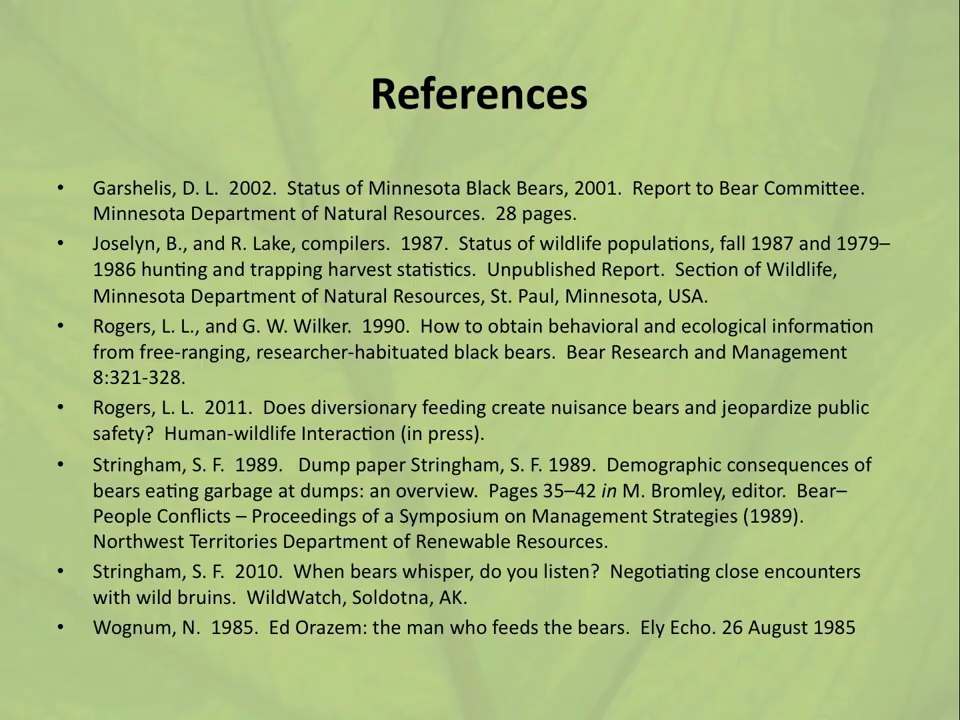 References
• Garshelis, D. L.  2002.  Status of Minnesota Black Bears, 2001.  Report to Bear Committee.
Minnesota Department of Natural Resources.  28 pages.
• Joselyn, B., and R. Lake, compilers.  1987.  Status of wildlife populations, fall 1987 and 1979–
1986 hunting and trapping harvest statistics.  Unpublished Report.  Section of Wildlife,
Minnesota Department of Natural Resources, St. Paul, Minnesota, USA.
• Rogers, L. L., and G. W. Wilker.  1990.  How to obtain behavioral and ecological information
from free-ranging, researcher-habituated black bears.  Bear Research and Management
8:321-328.
• Rogers, L. L.  2011.  Does diversionary feeding create nuisance bears and jeopardize public
safety?  Human-wildlife Interaction (in press).
• Stringham, S. F.  1989.   Dump paper Stringham, S. F. 1989.  Demographic consequences of
bears eating garbage at dumps: an overview.  Pages 35–42 in M. Bromley, editor.  Bear–
People Conflicts – Proceedings of a Symposium on Management Strategies (1989).
Northwest Territories Department of Renewable Resources.
• Stringham, S. F.  2010.  When bears whisper, do you listen?  Negotiating close encounters
with wild bruins.  WildWatch, Soldotna, AK.
• Wognum, N.  1985.  Ed Orazem: the man who feeds the bears.  Ely Echo. 26 August 1985